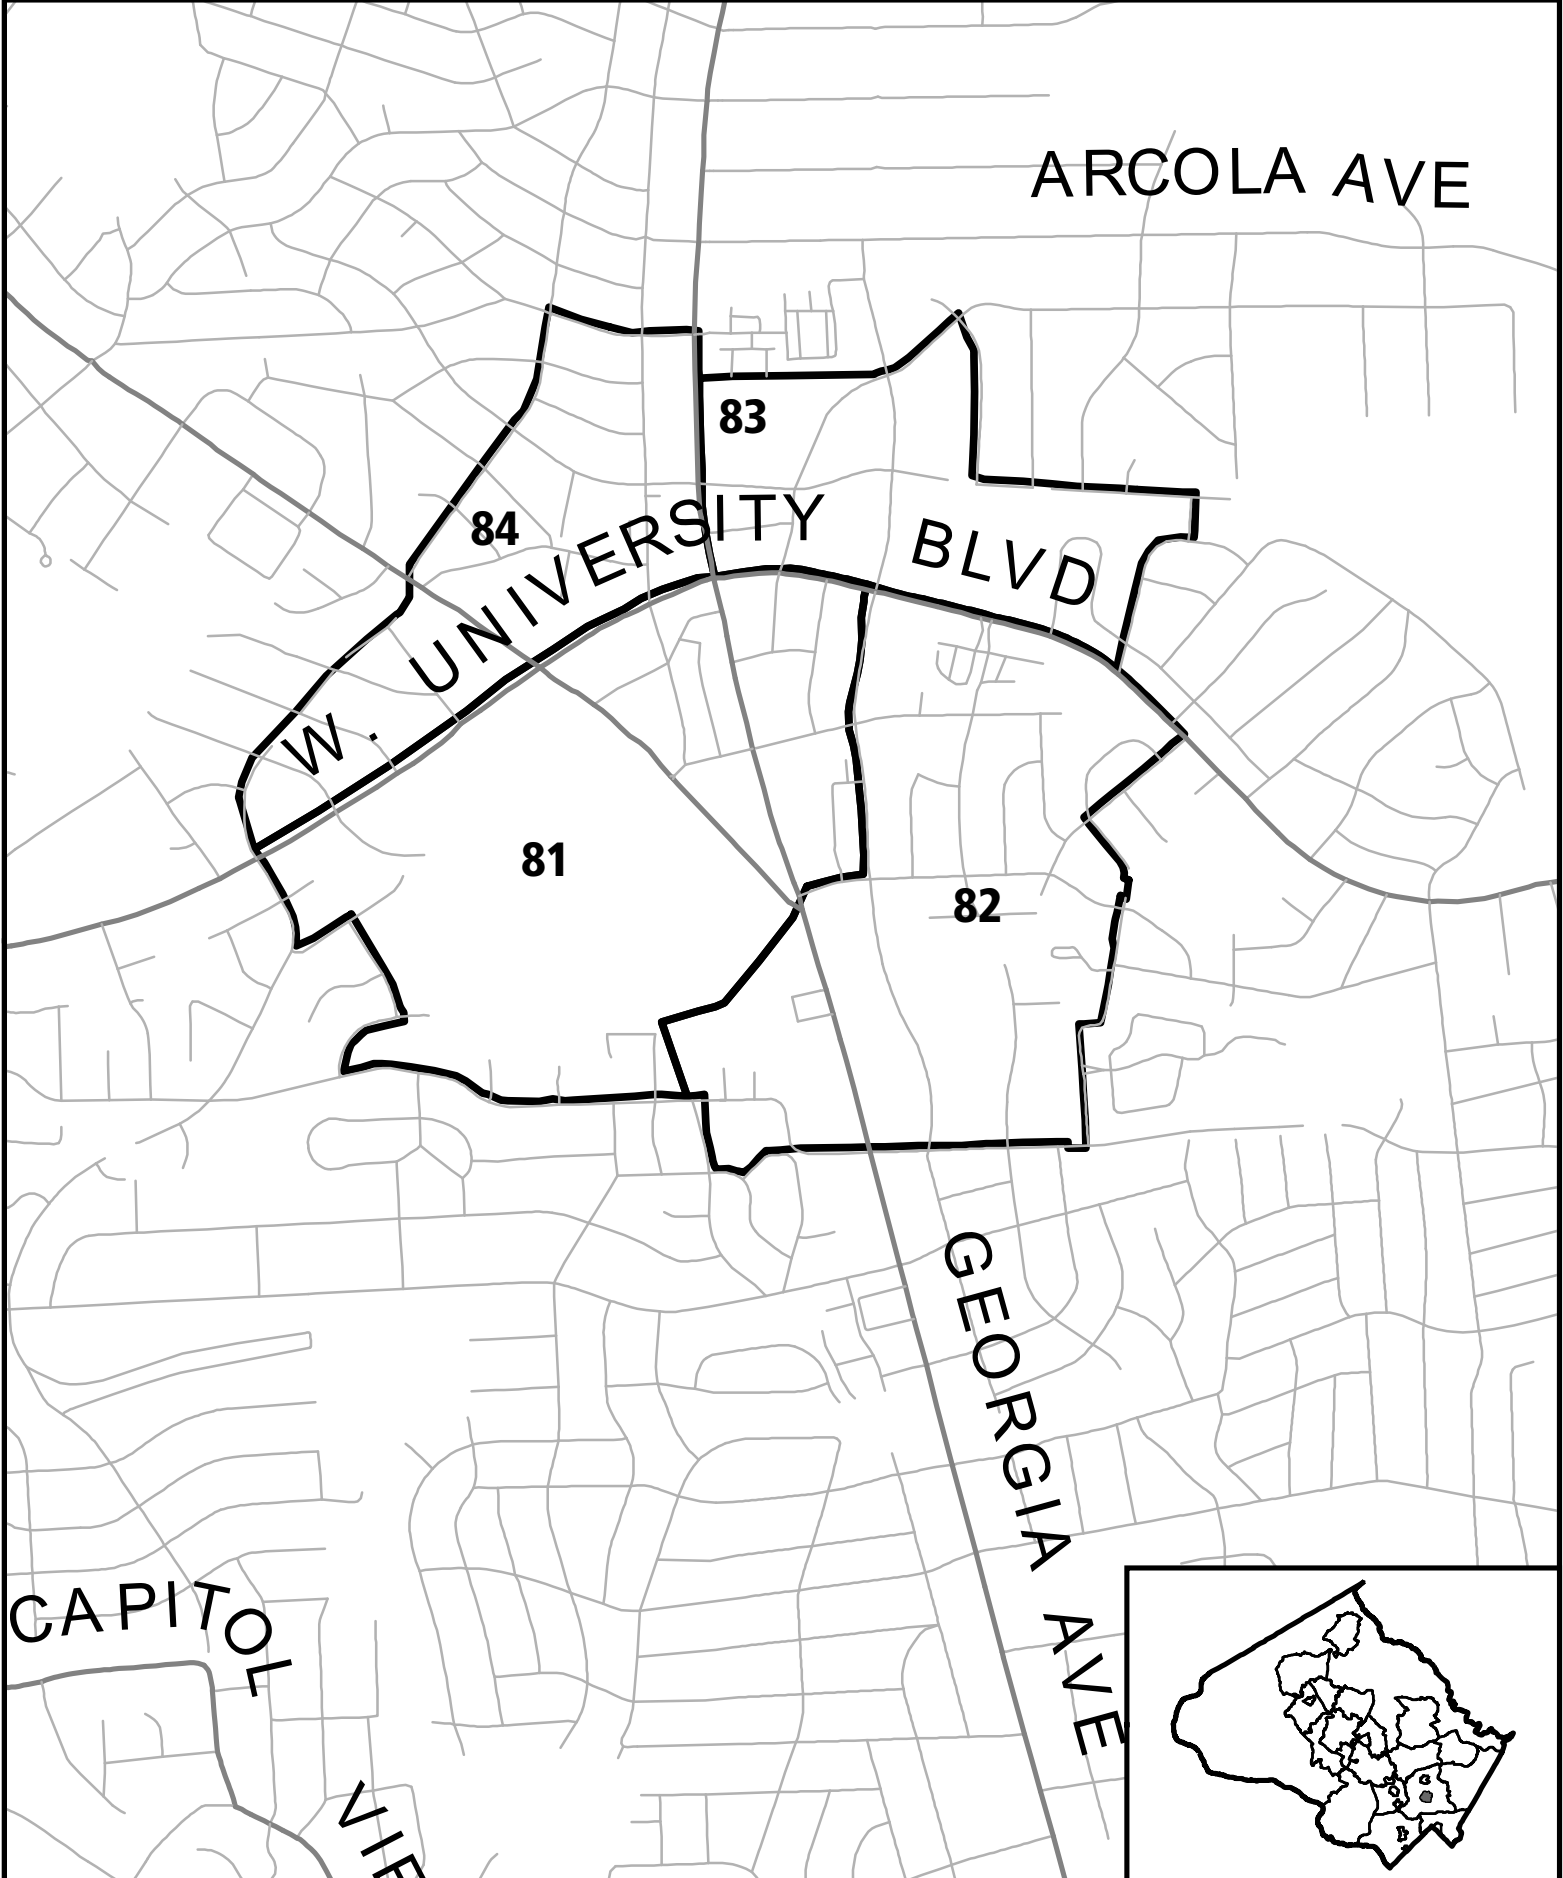 ARCOLA AVE
83
84
W. UNIVERSITY BLVD
81
82
GEORGIA AVE
CAPITOL